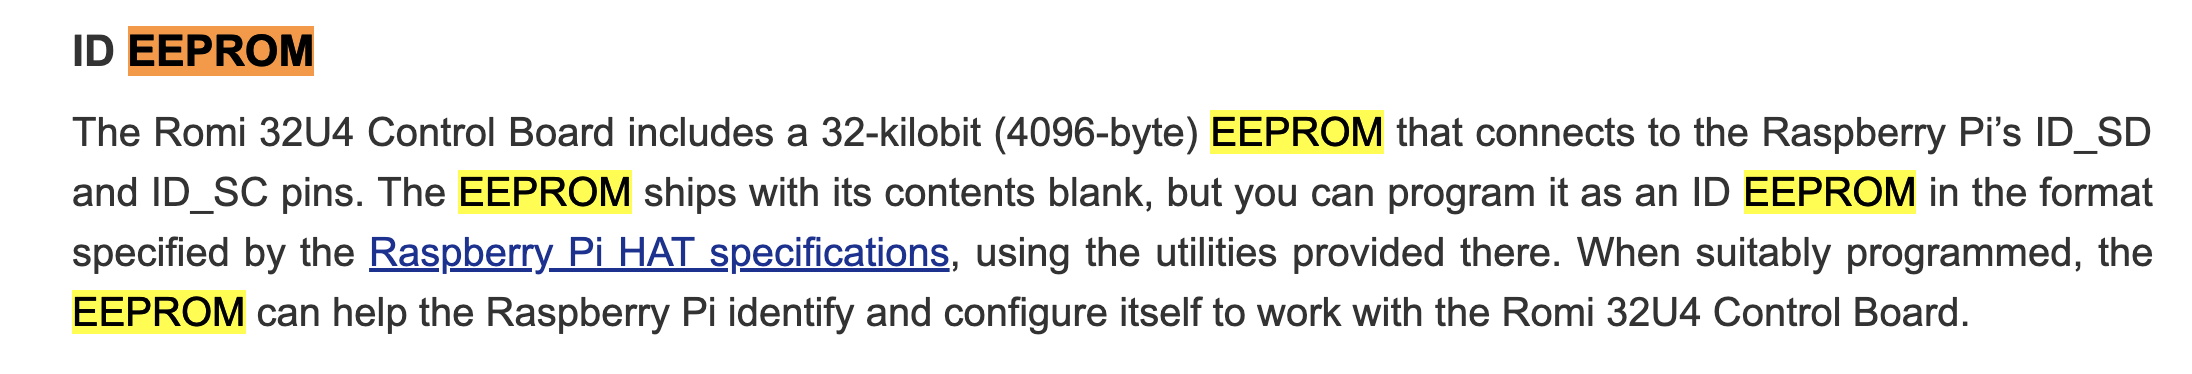 ID EEPROM
The Romi 32U4 Control Board includes a 32-kilobit (4096-byte) EEPROM that connects to the Raspberry Pi’s ID_SD
and ID_SC pins. The EEPROM ships with its contents blank, but you can program it as an ID EEPROM in the format
specified by the Raspberry Pi HAT specifications, using the utilities provided there. When suitably programmed, the
EEPROM can help the Raspberry Pi identify and configure itself to work with the Romi 32U4 Control Board.